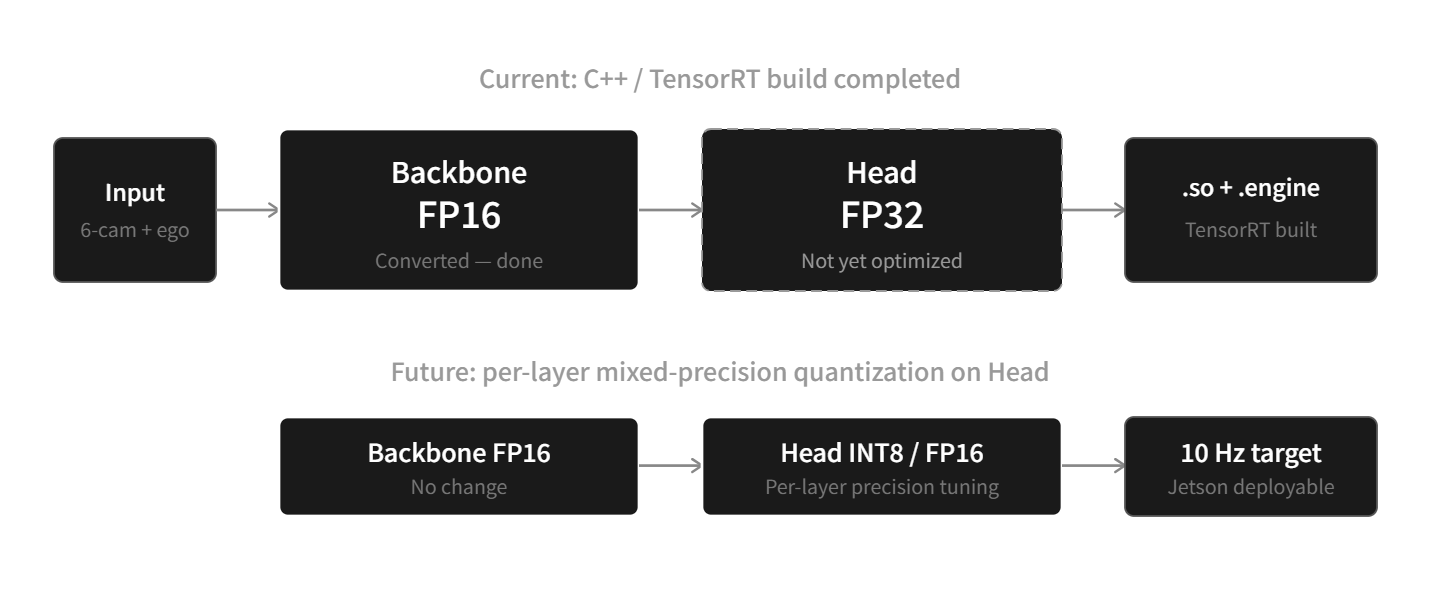 Current: C++ / TensorRT build completed
Input
6-cam + ego
Backbone
FP16
Converted — done
Head
FP32
Not yet optimized
.so + .engine
TensorRT built
Future: per-layer mixed-precision quantization on Head
Backbone FP16
No change
Head INT8 / FP16
Per-layer precision tuning
10 Hz target
Jetson deployable